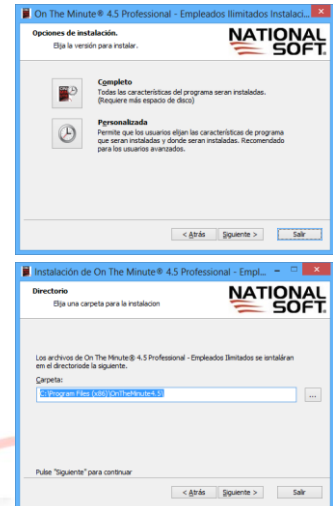 On The Minute® 4.5 Professional - Empleados Ilimitados Instalaci...
Opciones de instalación.
Elija la versión para instalar.
NATIONAL
SOFT®
Completo
Todas las características del programa seran instaladas.
(Requiere más espacio de disco)
Personalizada
Permite que los usuarios elijan las características de programa
que seran instaladas y donde seran instaladas. Recomendado
para los usuarios avanzados.
< Atrás
Siguiente >
Salir
Instalación de On The Minute® 4.5 Professional - Empl...
Directorio
Elija una carpeta para la instalacion
NATIONAL
SOFT®
Los archivos de On The Minute® 4.5 Professional - Empleados Ilimitados se isntaláran
em el directoriode la siguiente.
Carpeta:
C:\Program Files (x86)\OnTheMinute4.5\
...
Pulse "Siguiente" para continuar
< Atrás
Siguiente >
Salir